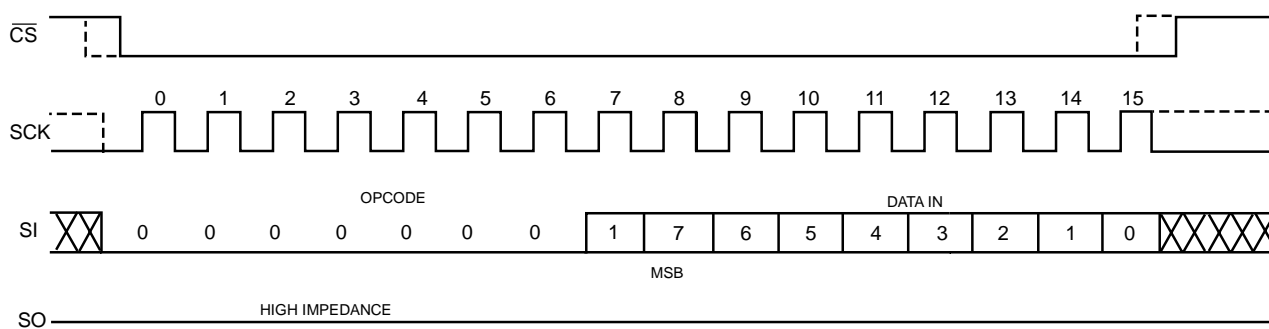 CS
0 1 2 3 4 5 6 7 8 9 10 11 12 13 14 15
SCK
OPCODE DATA IN
SI 0 0 0 0 0 0 0 1 7 6 5 4 3 2 1 0
MSB
HIGH IMPEDANCE
SO